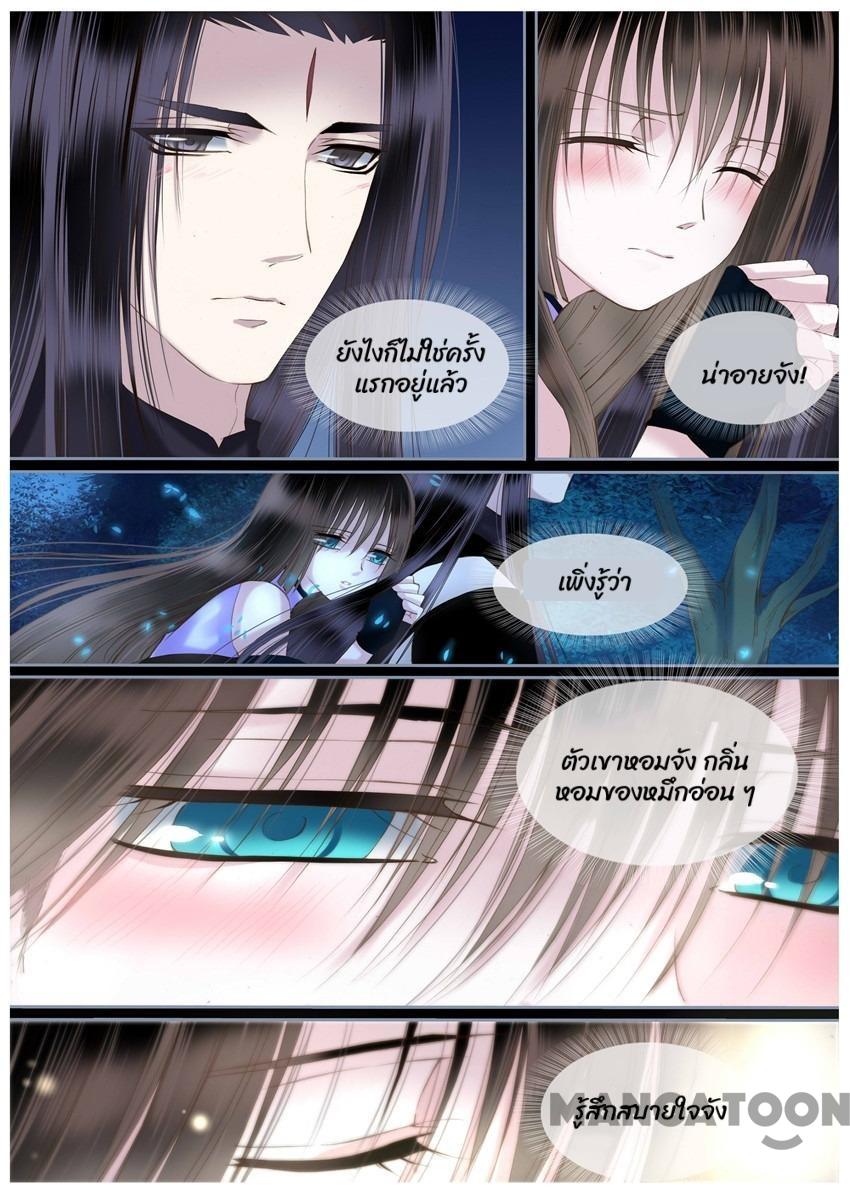 ยังไงก็ไม่ใช่ครั้ง
แรกอยู่แล้ว
น่าอายจัง!
เพิ่งรู้ว่า
ตัวเขาหอมจัง กลิ่น
หอมของหมึกอ่อน ๆ
รู้สึกสบายใจจัง
MANGATOON